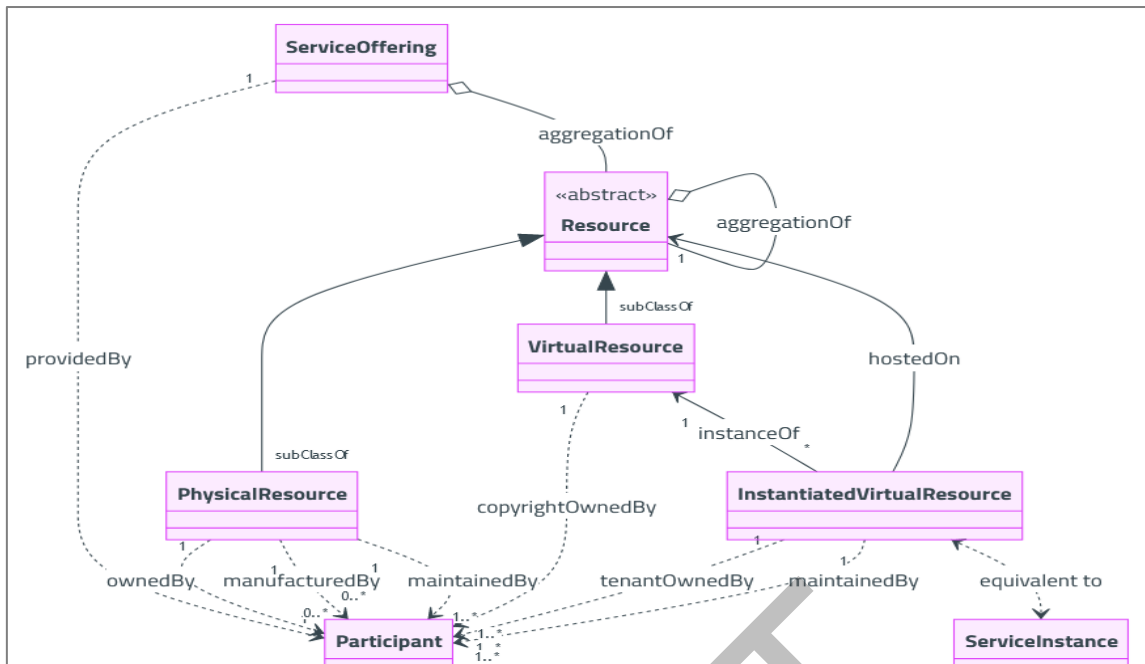 ServiceOffering
1
aggregationOf
«abstract»
Resource
aggregationOf
1
subClassOf
VirtualResource
providedBy
hostedOn
1
1
instanceOf
*
subClassOf
PhysicalResource
InstantiatedVirtualResource
copyrightOwnedBy
1
1
1
1
1
ownedBy
manufacturedBy
maintainedBy
tenantOwnedBy
maintainedBy
equivalent to
0..*
0..*
1..*
1..*
1..*
1..*
Participant
ServiceInstance